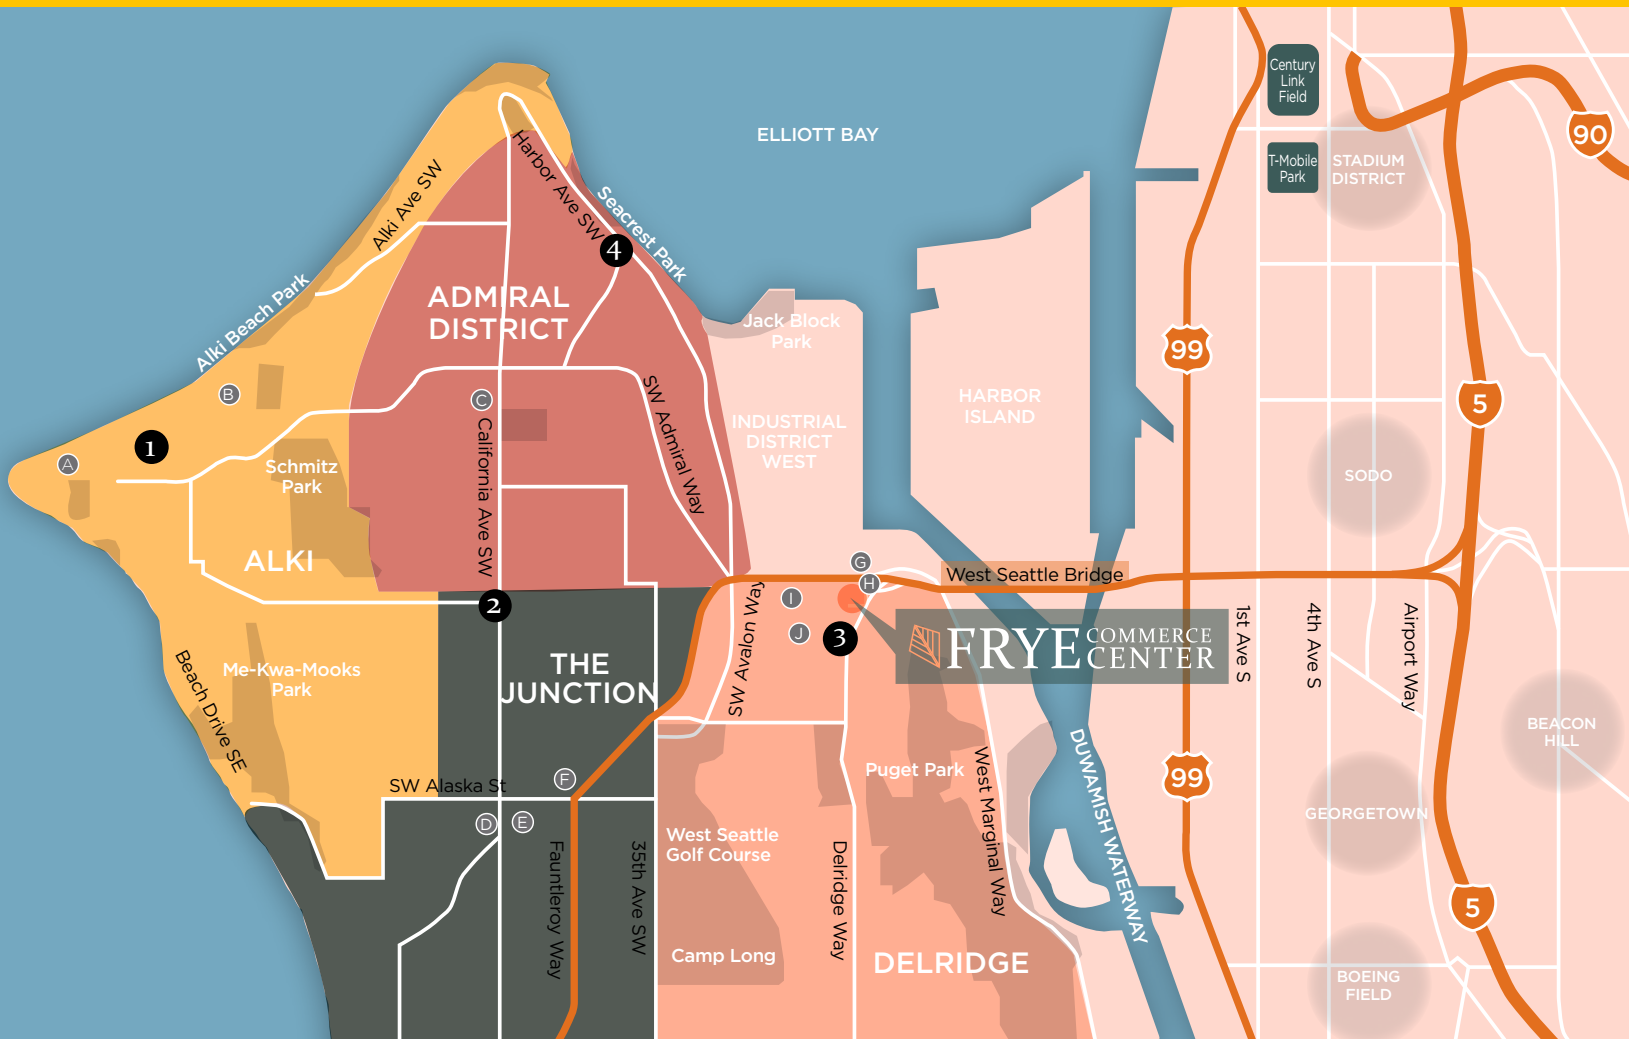 ELLIOTT BAY
Century
Link
Field
T-Mobile
Park
STADIUM
DISTRICT
90
Alki Ave SW
Harbor Ave SW
Seacrest Park
4
Alki Beach Park
ADMIRAL
DISTRICT
Jack Block
Park
99
B
C
1
A
Schmitz
Park
California Ave SW
SW Admiral Way
INDUSTRIAL
DISTRICT
WEST
HARBOR
ISLAND
5
SODO
ALKI
G
H
I
J
West Seattle Bridge
2
3
SW Avalon Way
FRYE COMMERCE
CENTER
1st Ave S
4th Ave S
Airport Way
Me-Kwa-Mooks
Park
THE
JUNCTION
Beach Drive SE
BEACON
HILL
DUWAMISH WATERWAY
West Marginal Way
Puget Park
99
SW Alaska St
F
D
E
GEORGETOWN
West Seattle
Golf Course
Fauntleroy Way
35th Ave SW
Delridge Way
5
Camp Long
DELRIDGE
BOEING
FIELD